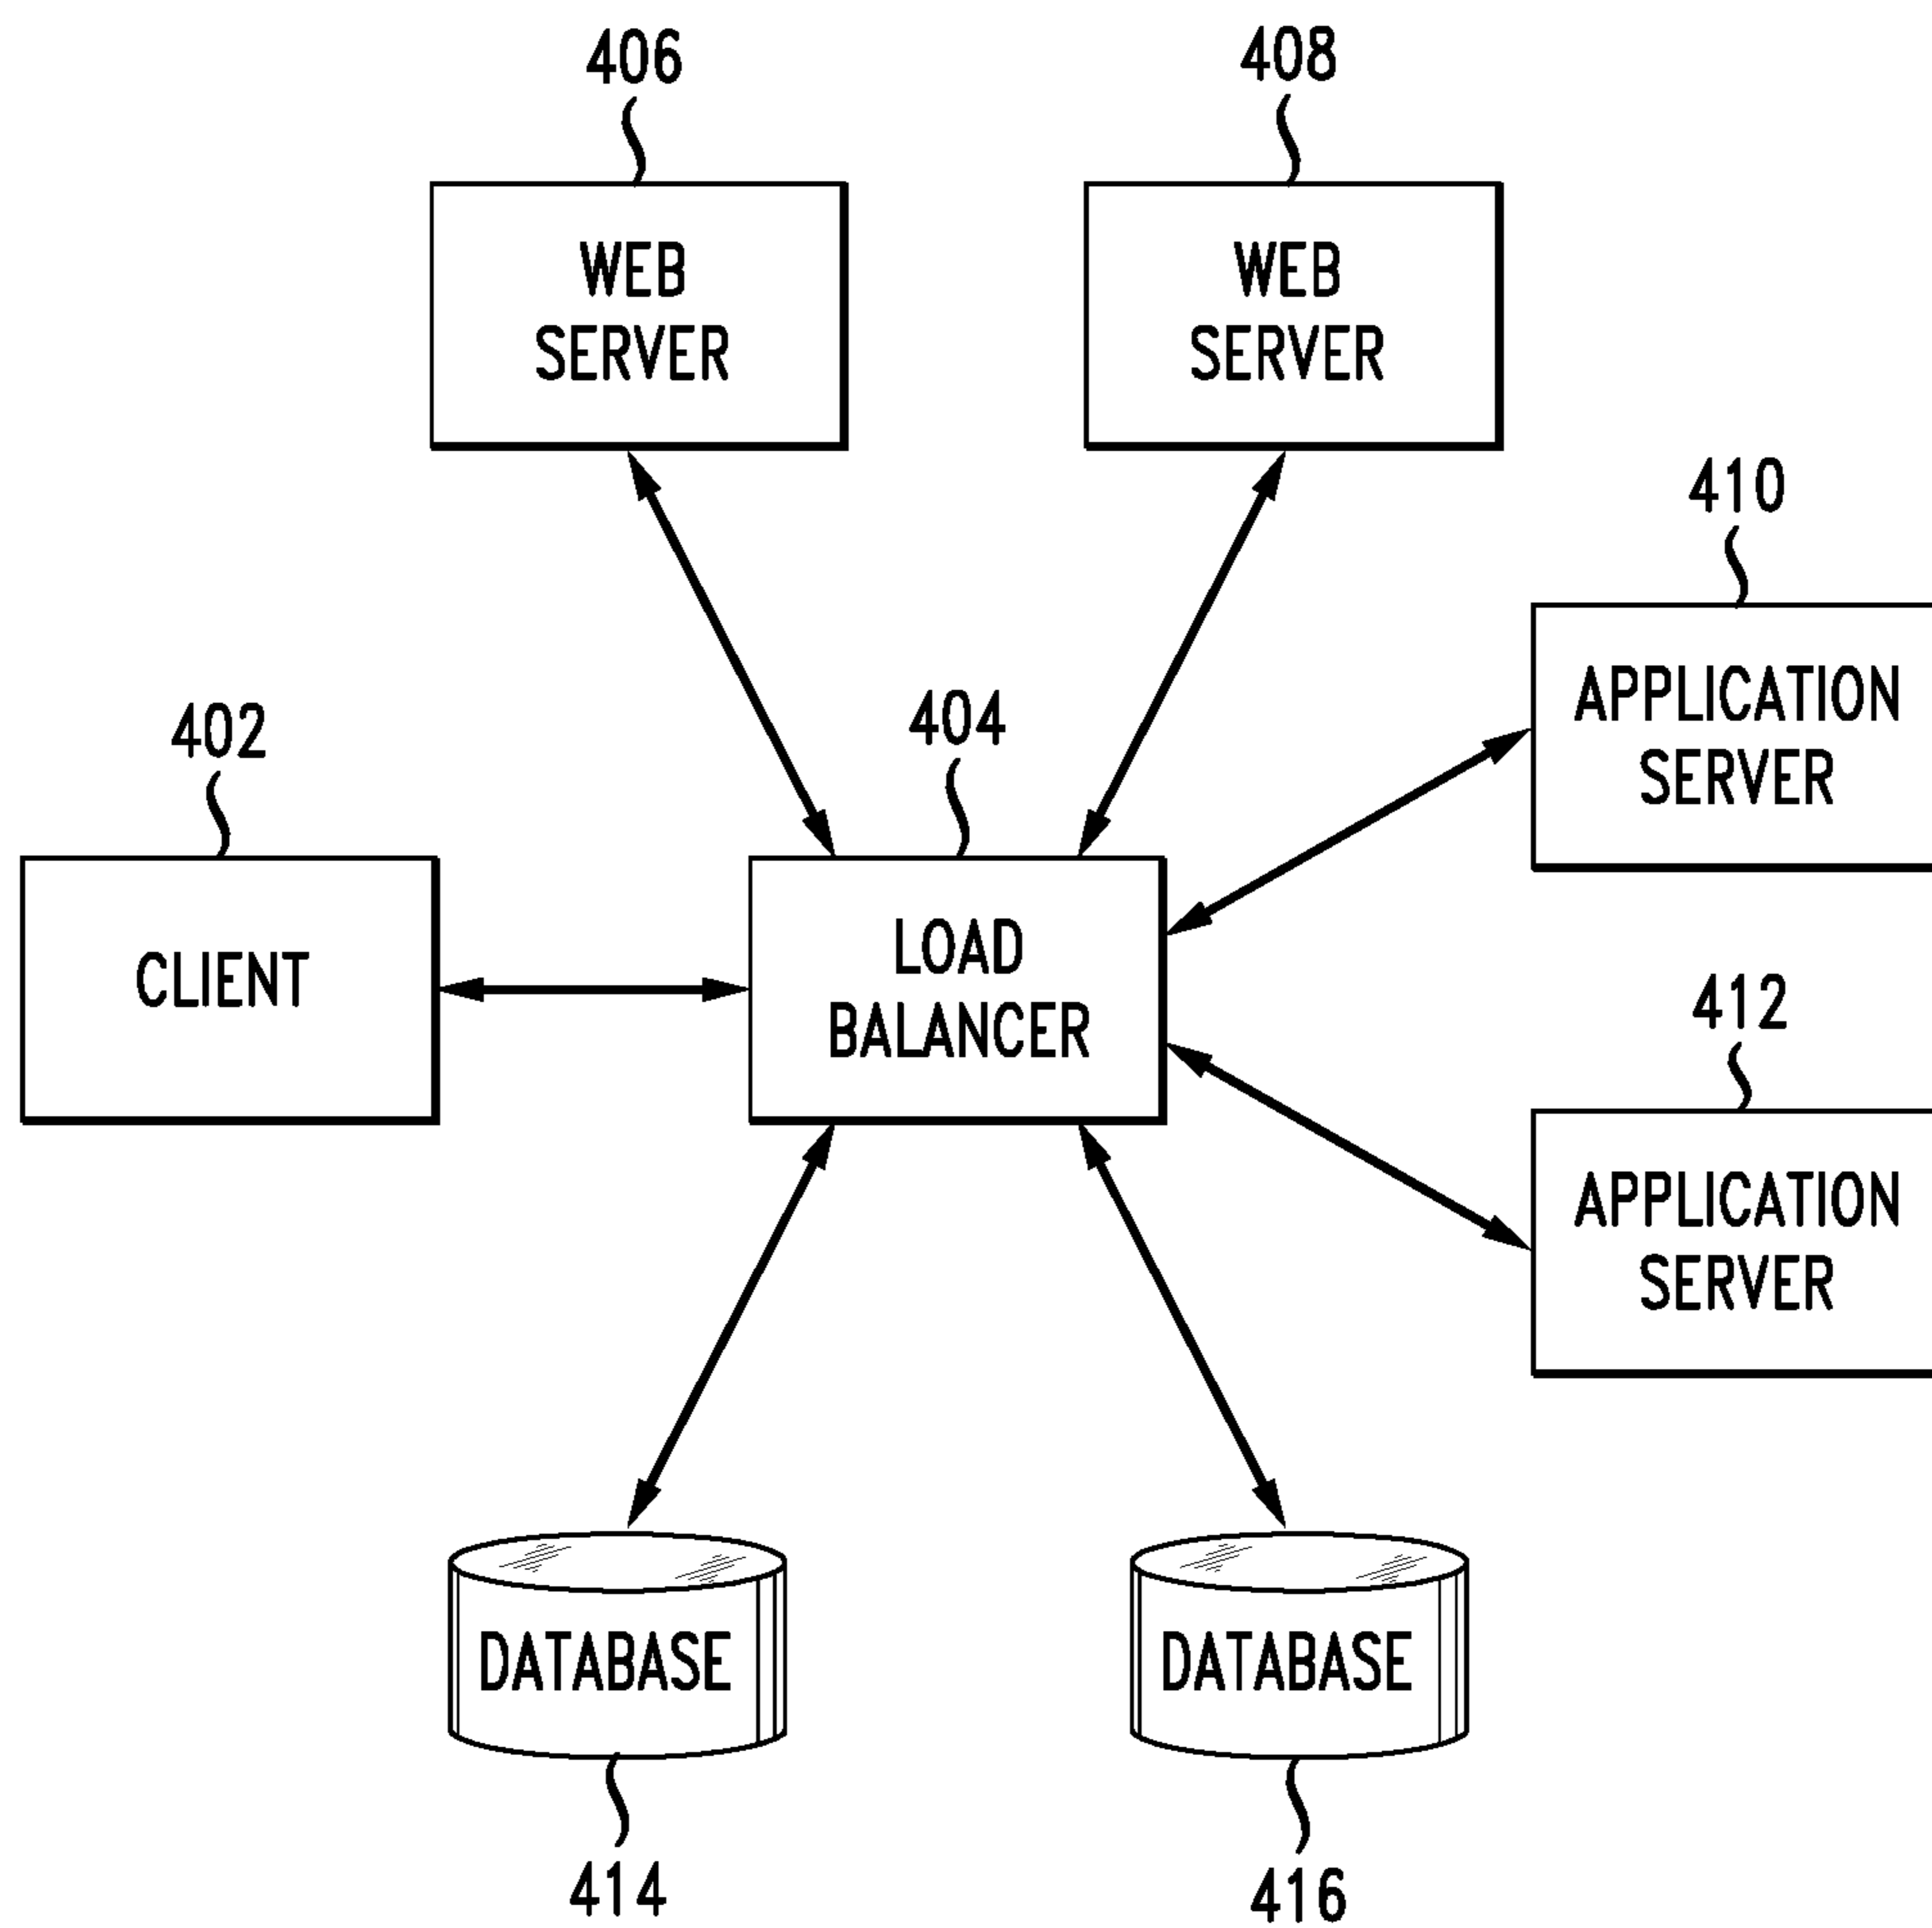 406
408
WEB
SERVER
WEB
SERVER
410
APPLICATION
SERVER
402
404
CLIENT
LOAD
BALANCER
412
APPLICATION
SERVER
DATABASE
DATABASE
414
416